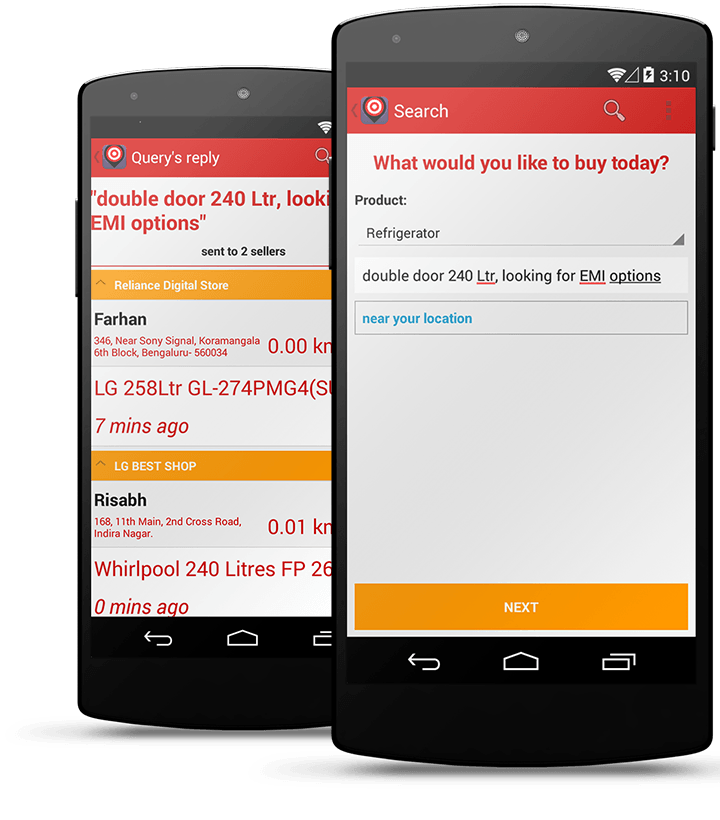 Query's reply
"double door 240 Ltr, looki
EMI options"
sent to 2 sellers
Reliance Digital Store
Farhan
346, Near Sony Signal, Koramangala
6th Block, Bengaluru- 560034
0.00 km
LG 258Ltr GL-274PMG4(SU
7 mins ago
LG BEST SHOP
Risabh
168, 11th Main, 2nd Cross Road,
Indira Nagar.
0.01 km
Whirlpool 240 Litres FP 26
0 mins ago
3:10
Search
What would you like to buy today?
Product:
Refrigerator
double door 240 Ltr, looking for EMI options
near your location
NEXT